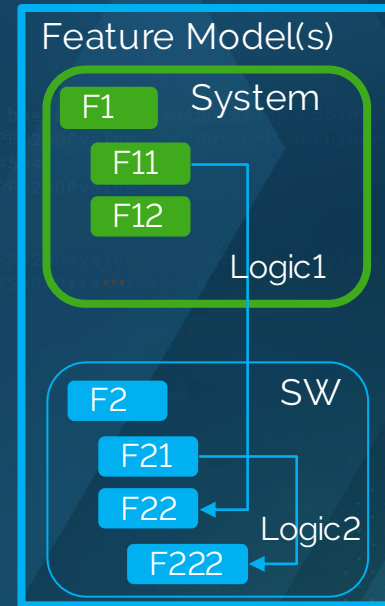 Feature Model(s)
System
F1
F11
F12
...
Logic1
SW
F2
F21
F22
Logic2
F222